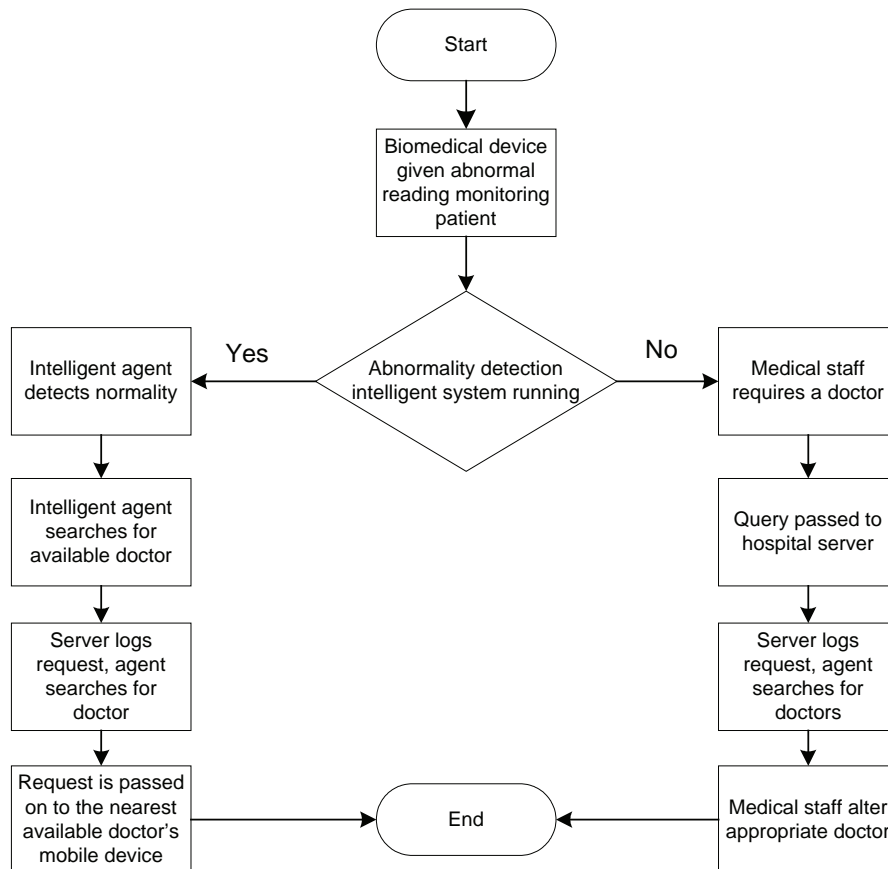 Start
Biomedical device
given abnormal
reading monitoring
patient
Yes
Abnormality detection
intelligent system running
No
Intelligent agent
detects normality
Medical staff
requires a doctor
Intelligent agent
searches for
available doctor
Query passed to
hospital server
Server logs
request, agent
searches for
doctor
Server logs
request, agent
searches for
doctors
Request is passed
on to the nearest
available doctor’s
mobile device
End
Medical staff alter
appropriate doctor